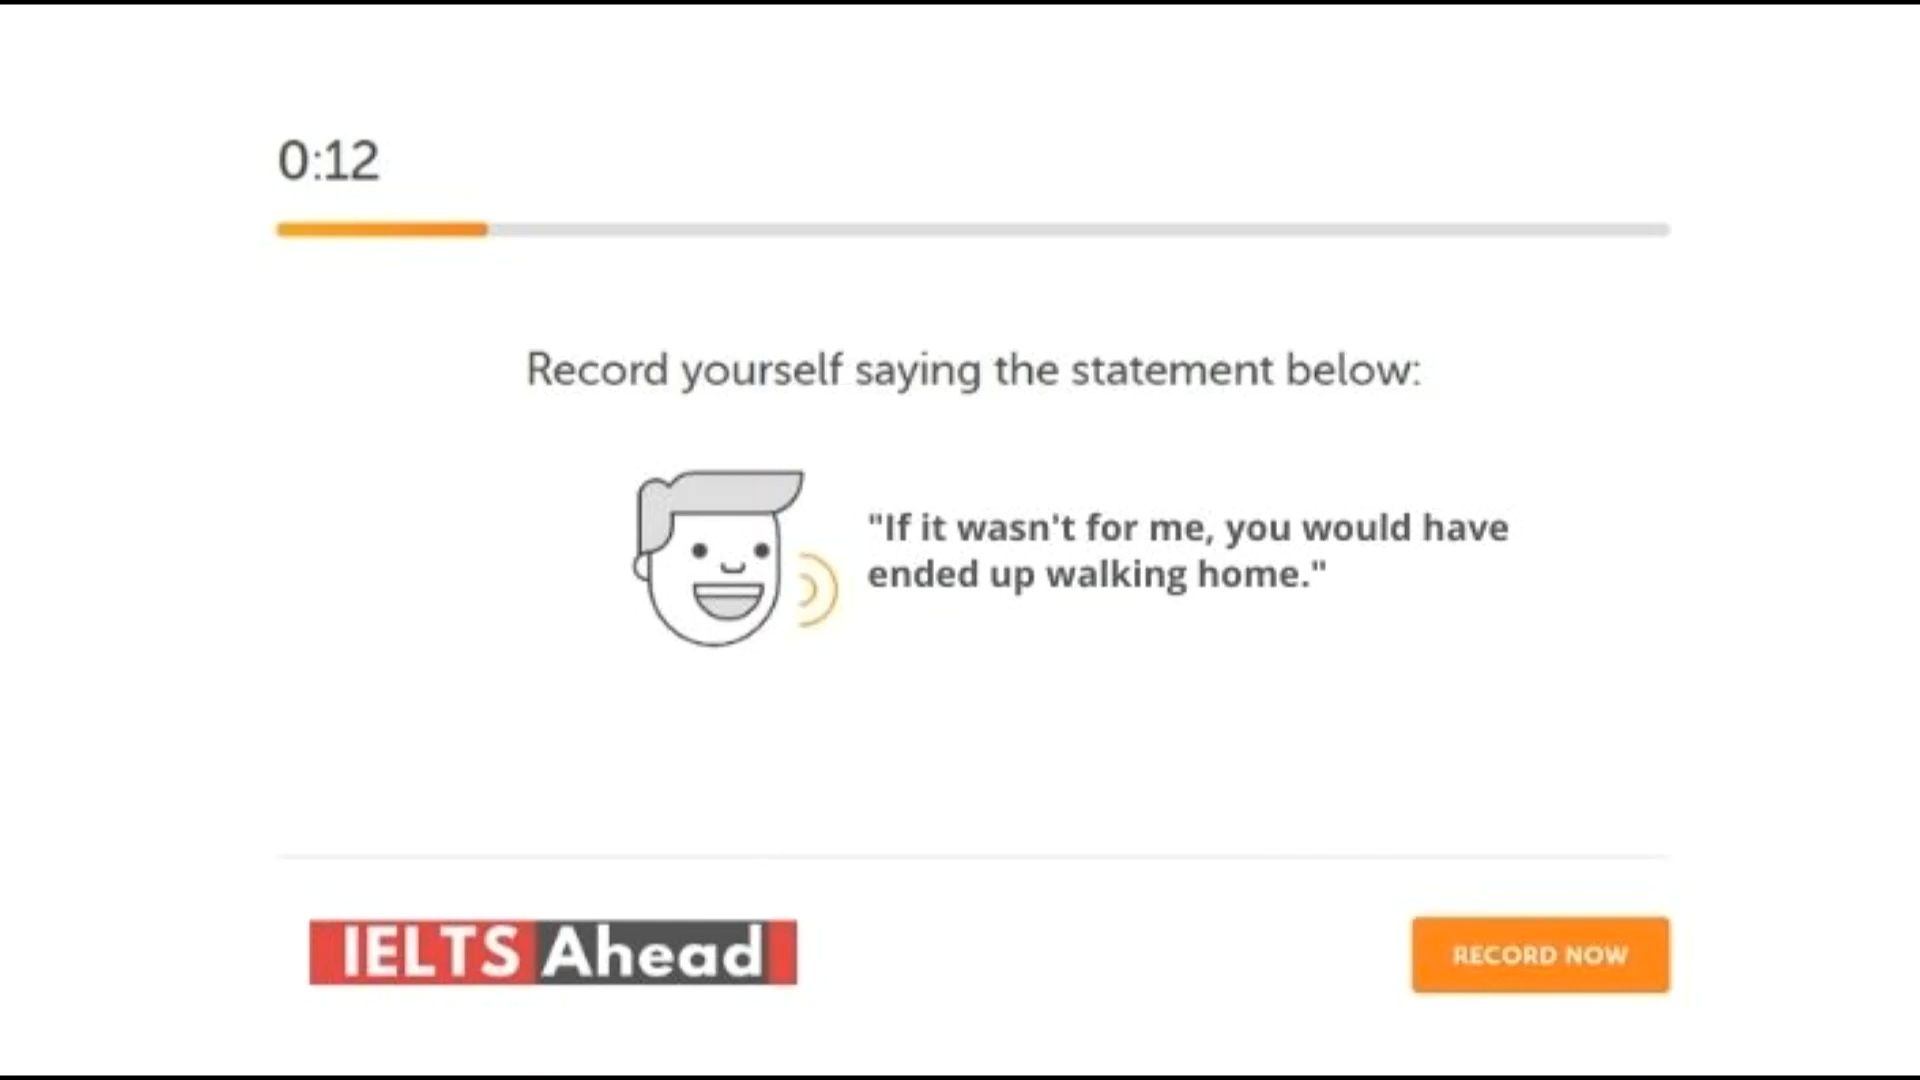 0:12
Record yourself saying the statement below:
"If it wasn't for me, you would have
ended up walking home."
IELTS Ahead
RECORD NOW